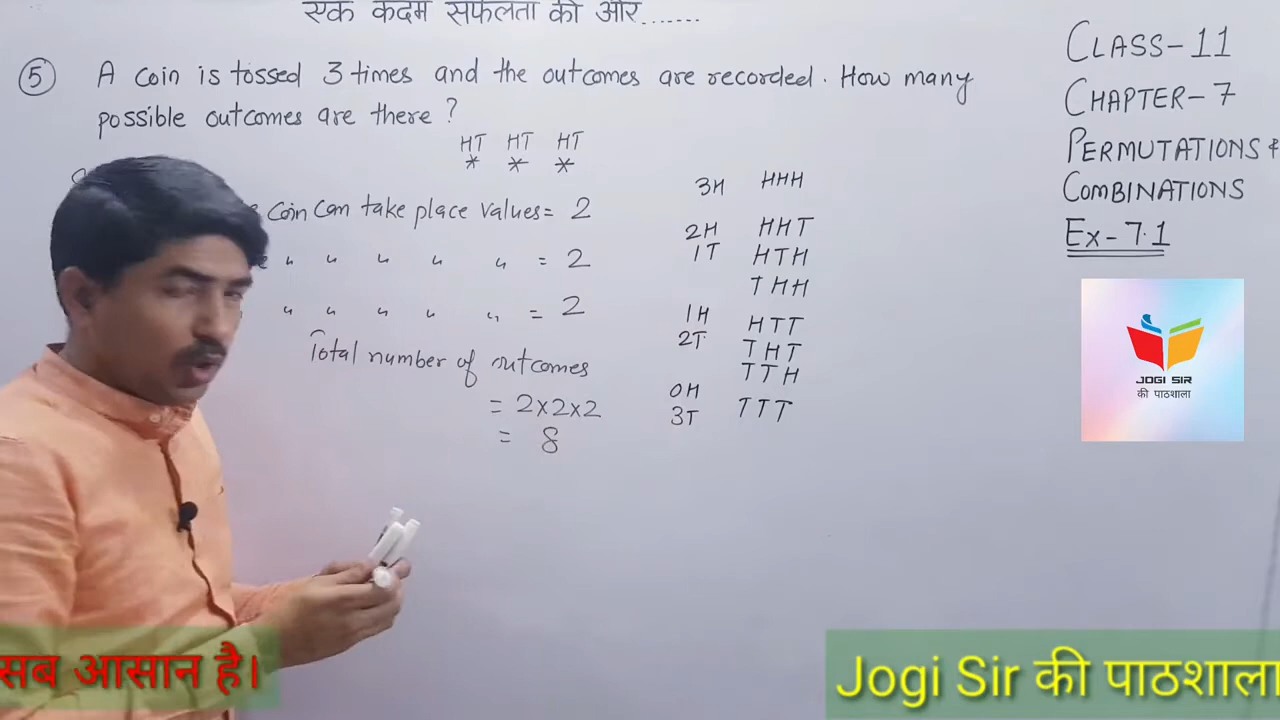 एक कदम सफलता की ओर.......
⑤ A coin is tossed 3 times and the outcomes are recorded. How many
possible outcomes are there ?
HT HT HT
* * *
Coin can take place values = 2
" " " " " = 2
" " " " " = 2
Total number of outcomes
= 2×2×2
= 8
3H HHH
2H HHT
1T HTH
THH
1H HTT
2T THT
TTH
0H
3T TTT
CLASS-11
CHAPTER-7
PERMUTATIONS &
COMBINATIONS
Ex-7.1
JOGI SIR
की पाठशाला
सब आसान है।
Jogi Sir की पाठशाला